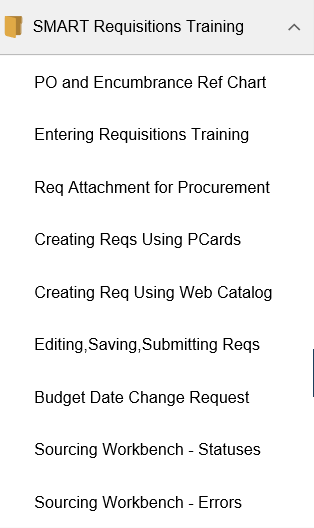 SMART Requisitions Training
PO and Encumbrance Ref Chart
Entering Requisitions Training
Req Attachment for Procurement
Creating Reqs Using PCards
Creating Req Using Web Catalog
Editing,Saving,Submitting Reqs
Budget Date Change Request
Sourcing Workbench - Statuses
Sourcing Workbench - Errors